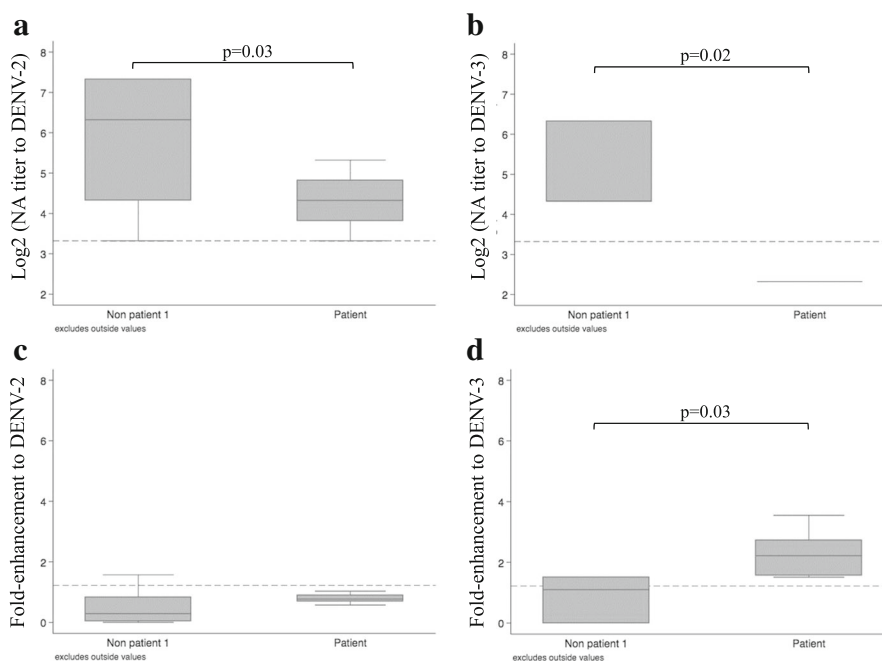 a
Log2 (NA titer to DENV-2)
p=0.03
8
7
6
5
4
3
2
Non patient 1
Patient
excludes outside values
b
Log2 (NA titer to DENV-3)
p=0.02
8
7
6
5
4
3
2
Non patient 1
Patient
excludes outside values
c
Fold-enhancement to DENV-2
8
6
4
2
0
Non patient 1
Patient
excludes outside values
d
Fold-enhancement to DENV-3
p=0.03
8
6
4
2
0
Non patient 1
Patient
excludes outside values